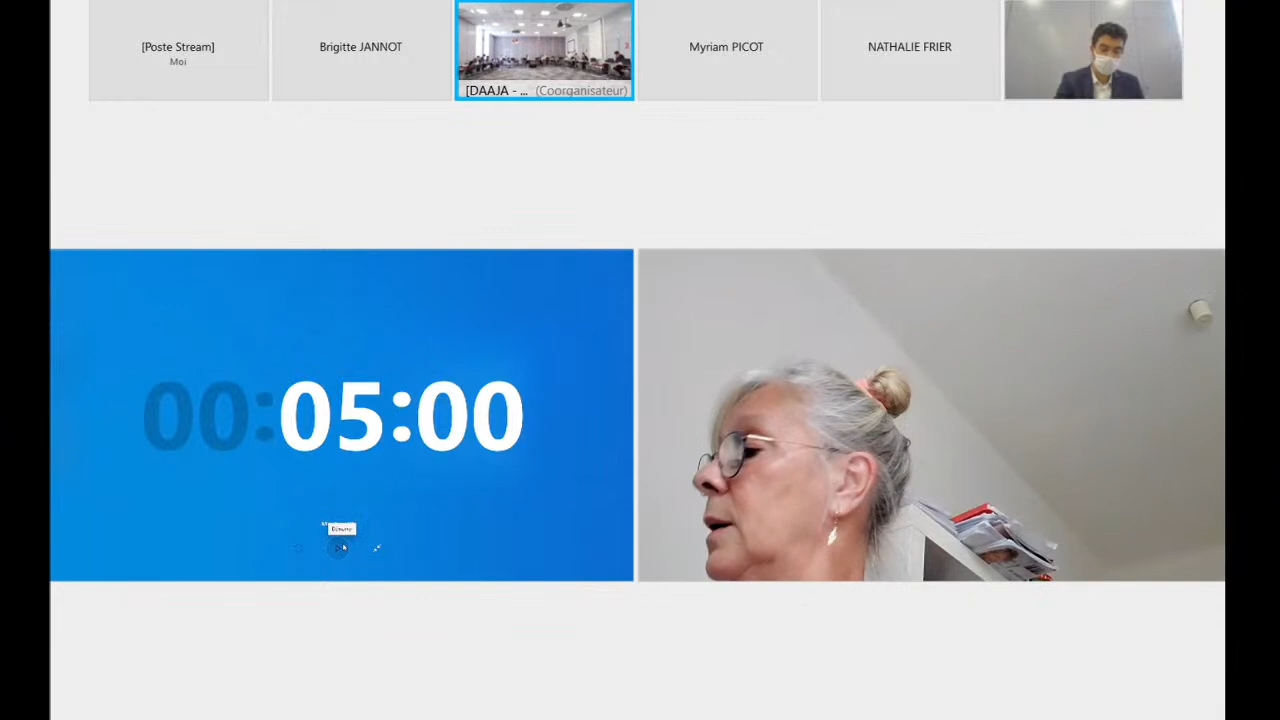 [Poste Stream]
Moi
Brigitte JANNOT
[DAAJA - ... (Coorganisateur)
Myriam PICOT
NATHALIE FRIER
00:05:00